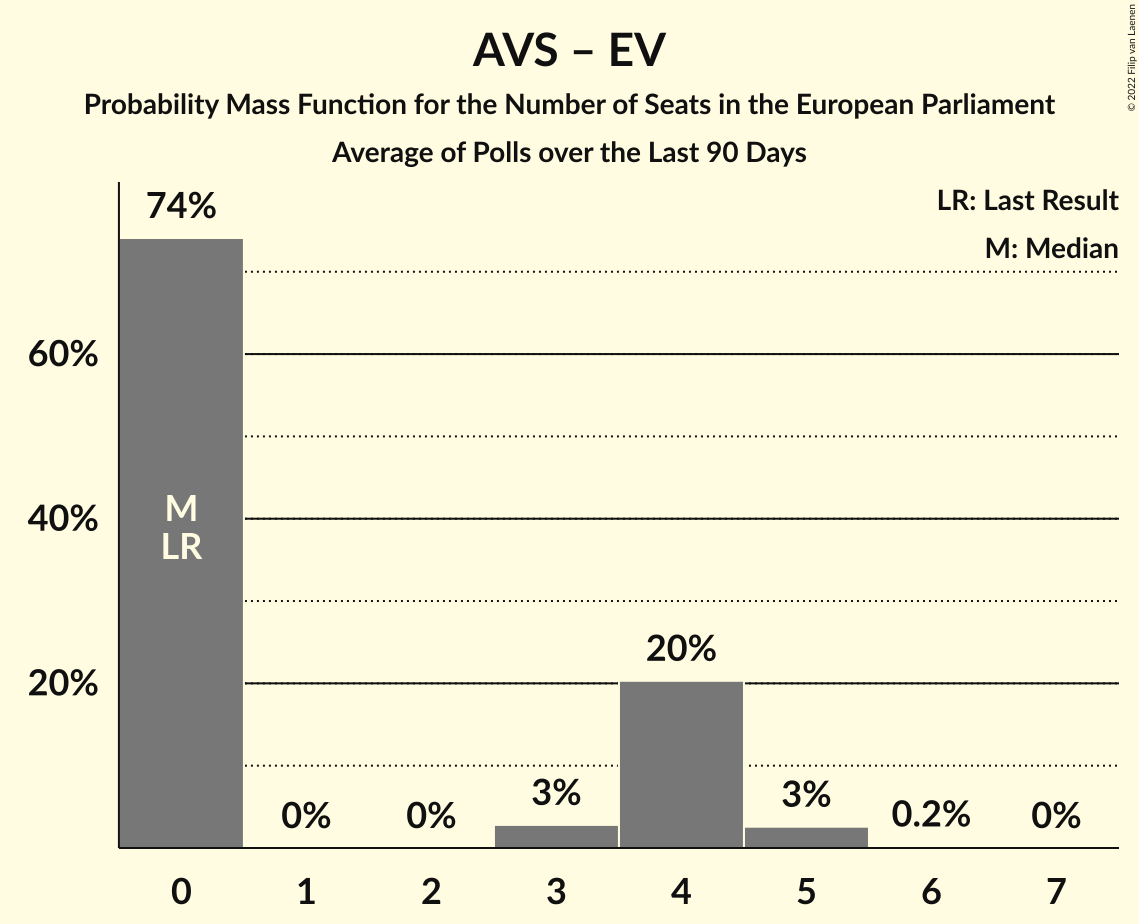 AVS – EV
Probability Mass Function for the Number of Seats in the European Parliament
Average of Polls over the Last 90 Days
© 2022 Filip van Laenen
LR: Last Result
M: Median
74%
60%
40%
20%
M
LR
0%
0%
3%
20%
3%
0.2%
0%
0
1
2
3
4
5
6
7